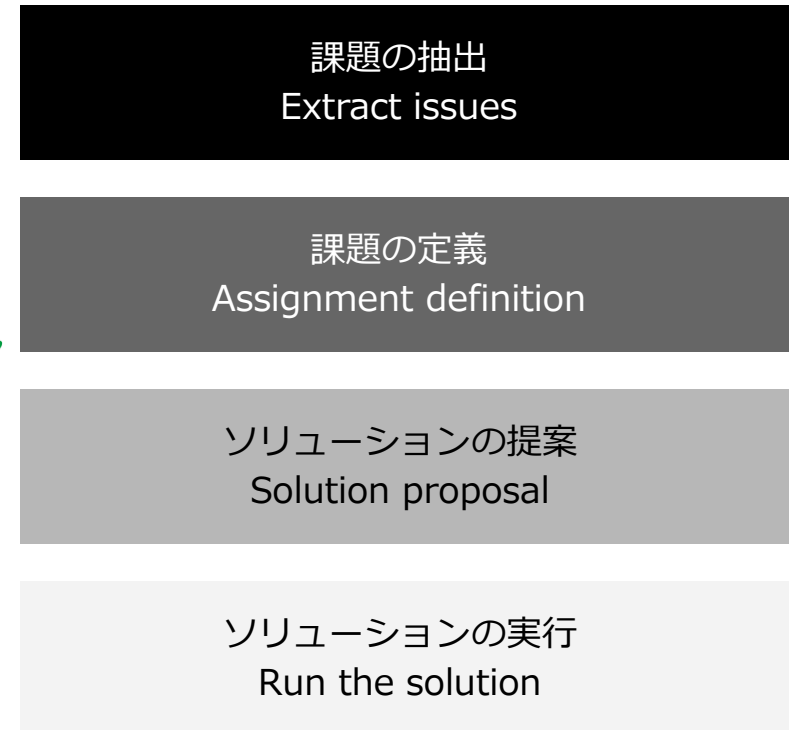 課題の抽出
Extract issues
課題の定義
Assignment definition
ソリューションの提案
Solution proposal
ソリューションの実行
Run the solution